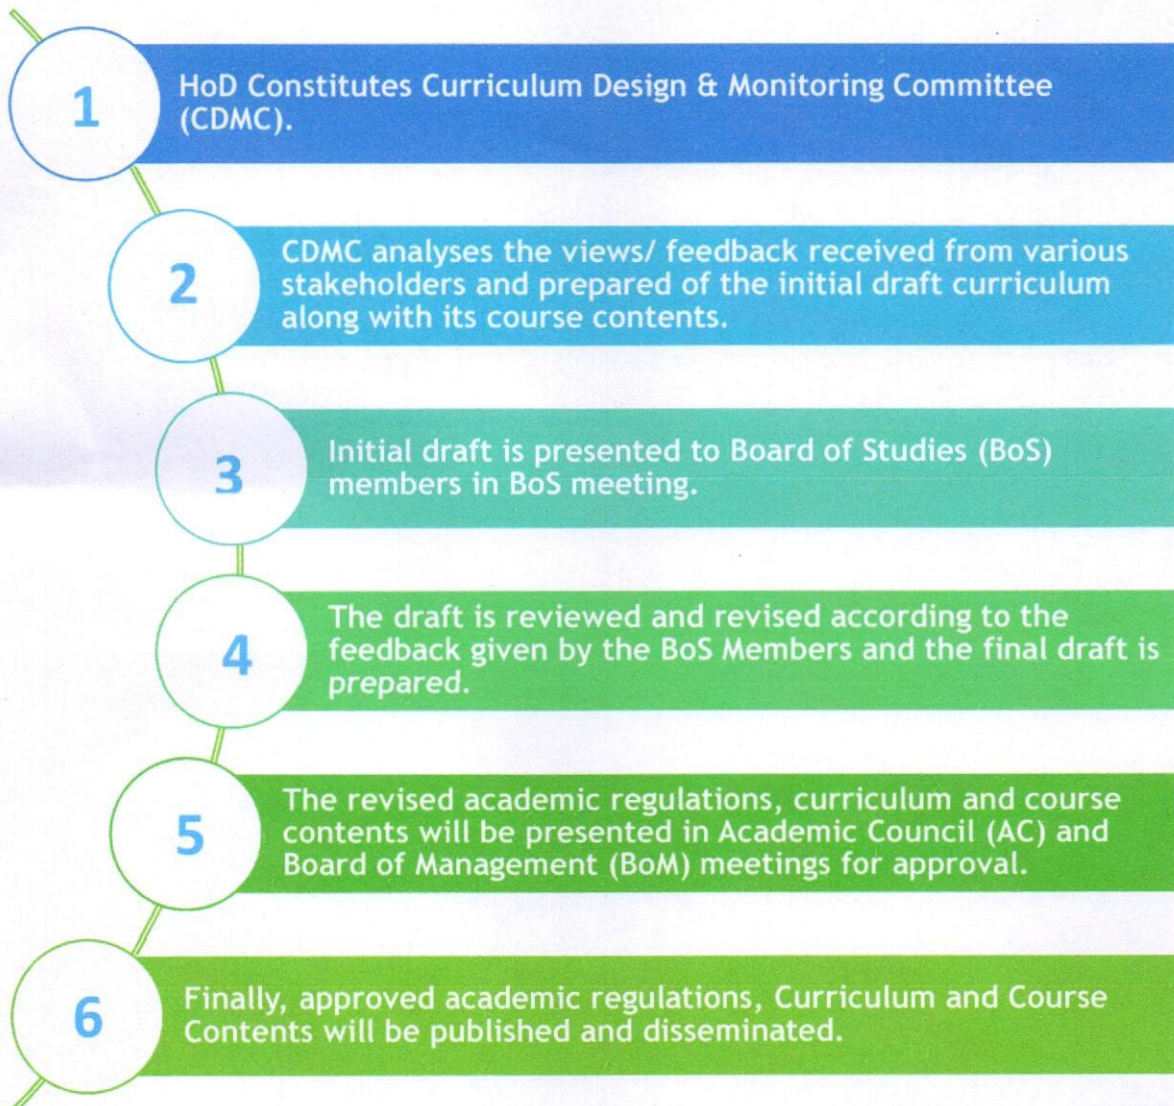 1
HoD Constitutes Curriculum Design & Monitoring Committee
(CDMC).
2
CDMC analyses the views/ feedback received from various
stakeholders and prepared of the initial draft curriculum
along with its course contents.
3
Initial draft is presented to Board of Studies (BoS)
members in BoS meeting.
4
The draft is reviewed and revised according to the
feedback given by the BoS Members and the final draft is
prepared.
5
The revised academic regulations, curriculum and course
contents will be presented in Academic Council (AC) and
Board of Management (BoM) meetings for approval.
6
Finally, approved academic regulations, Curriculum and Course
Contents will be published and disseminated.